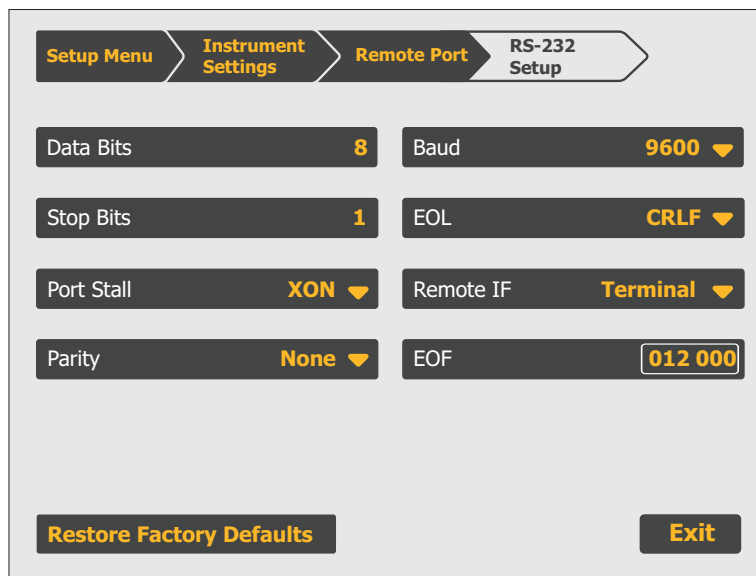 Setup Menu
Instrument
Settings
Remote Port
RS-232
Setup
Data Bits 8
Baud 9600
Stop Bits 1
EOL CRLF
Port Stall XON
Remote IF Terminal
Parity None
EOF 012 000
Restore Factory Defaults
Exit